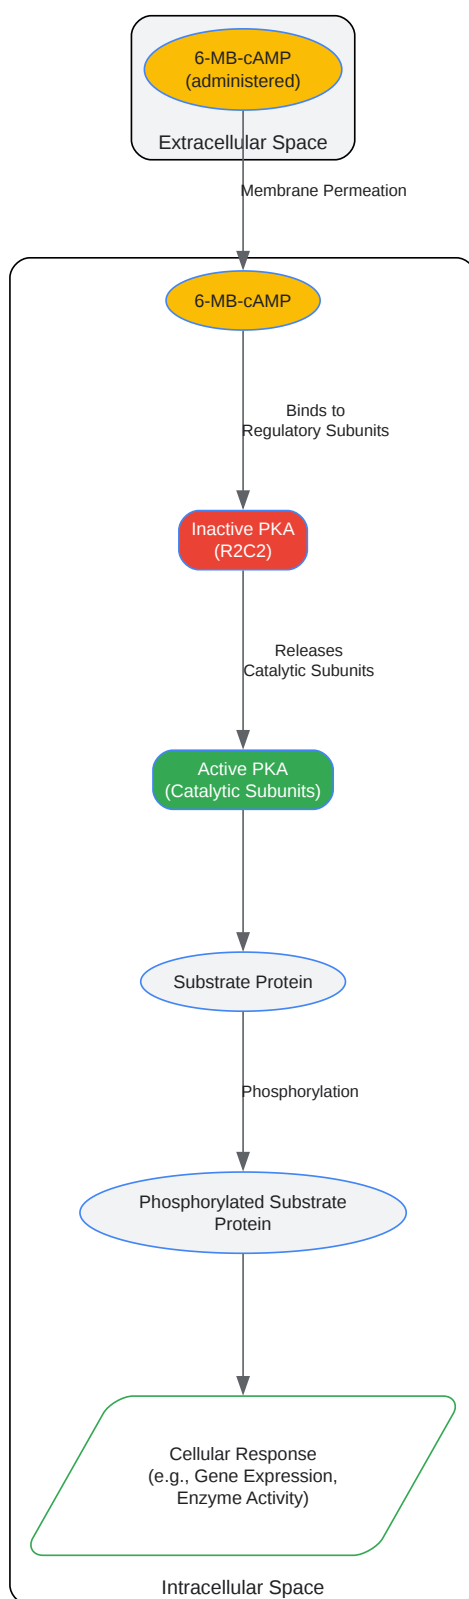 6-MB-cAMP
(administered)
Extracellular Space
Membrane Permeation
6-MB-cAMP
Binds to
Regulatory Subunits
Inactive PKA
(R2C2)
Releases
Catalytic Subunits
Active PKA
(Catalytic Subunits)
Substrate Protein
Phosphorylation
Phosphorylated Substrate
Protein
Cellular Response
(e.g., Gene Expression,
Enzyme Activity)
Intracellular Space